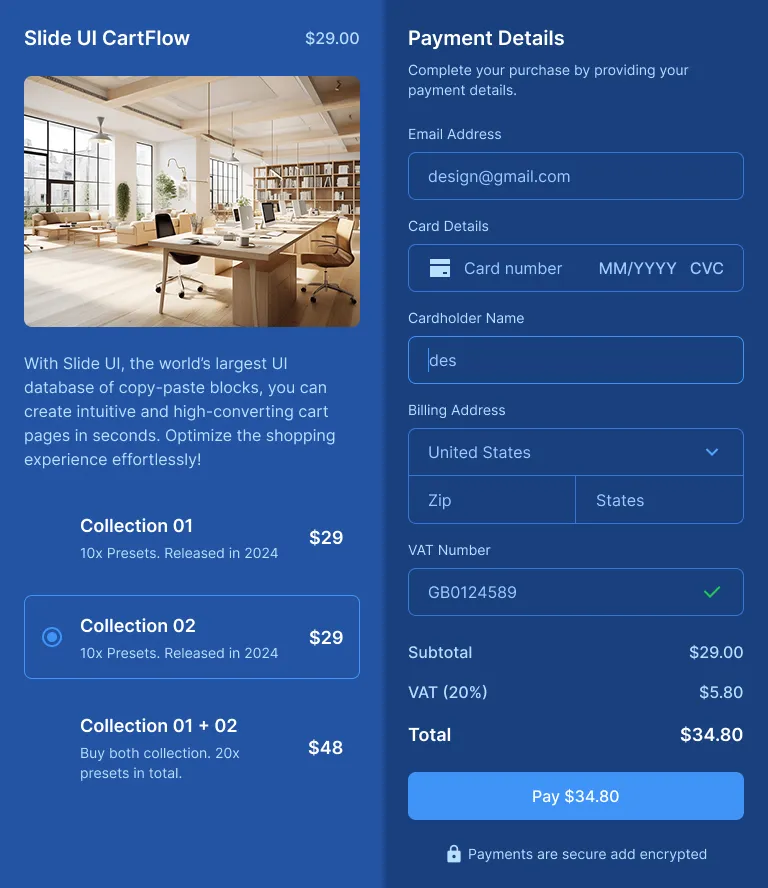 Slide UI CartFlow
$29.00
With Slide UI, the world’s largest UI
database of copy-paste blocks, you can
create intuitive and high-converting cart
pages in seconds. Optimize the shopping
experience effortlessly!
Collection 01
10x Presets. Released in 2024
$29
Collection 02
10x Presets. Released in 2024
$29
Collection 01 + 02
Buy both collection. 20x
presets in total.
$48
Payment Details
Complete your purchase by providing your
payment details.
Email Address
design@gmail.com
Card Details
Card number MM/YYYY CVC
Cardholder Name
des
Billing Address
United States
Zip States
VAT Number
GB0124589
Subtotal $29.00
VAT (20%) $5.80
Total $34.80
Pay $34.80
Payments are secure add encrypted